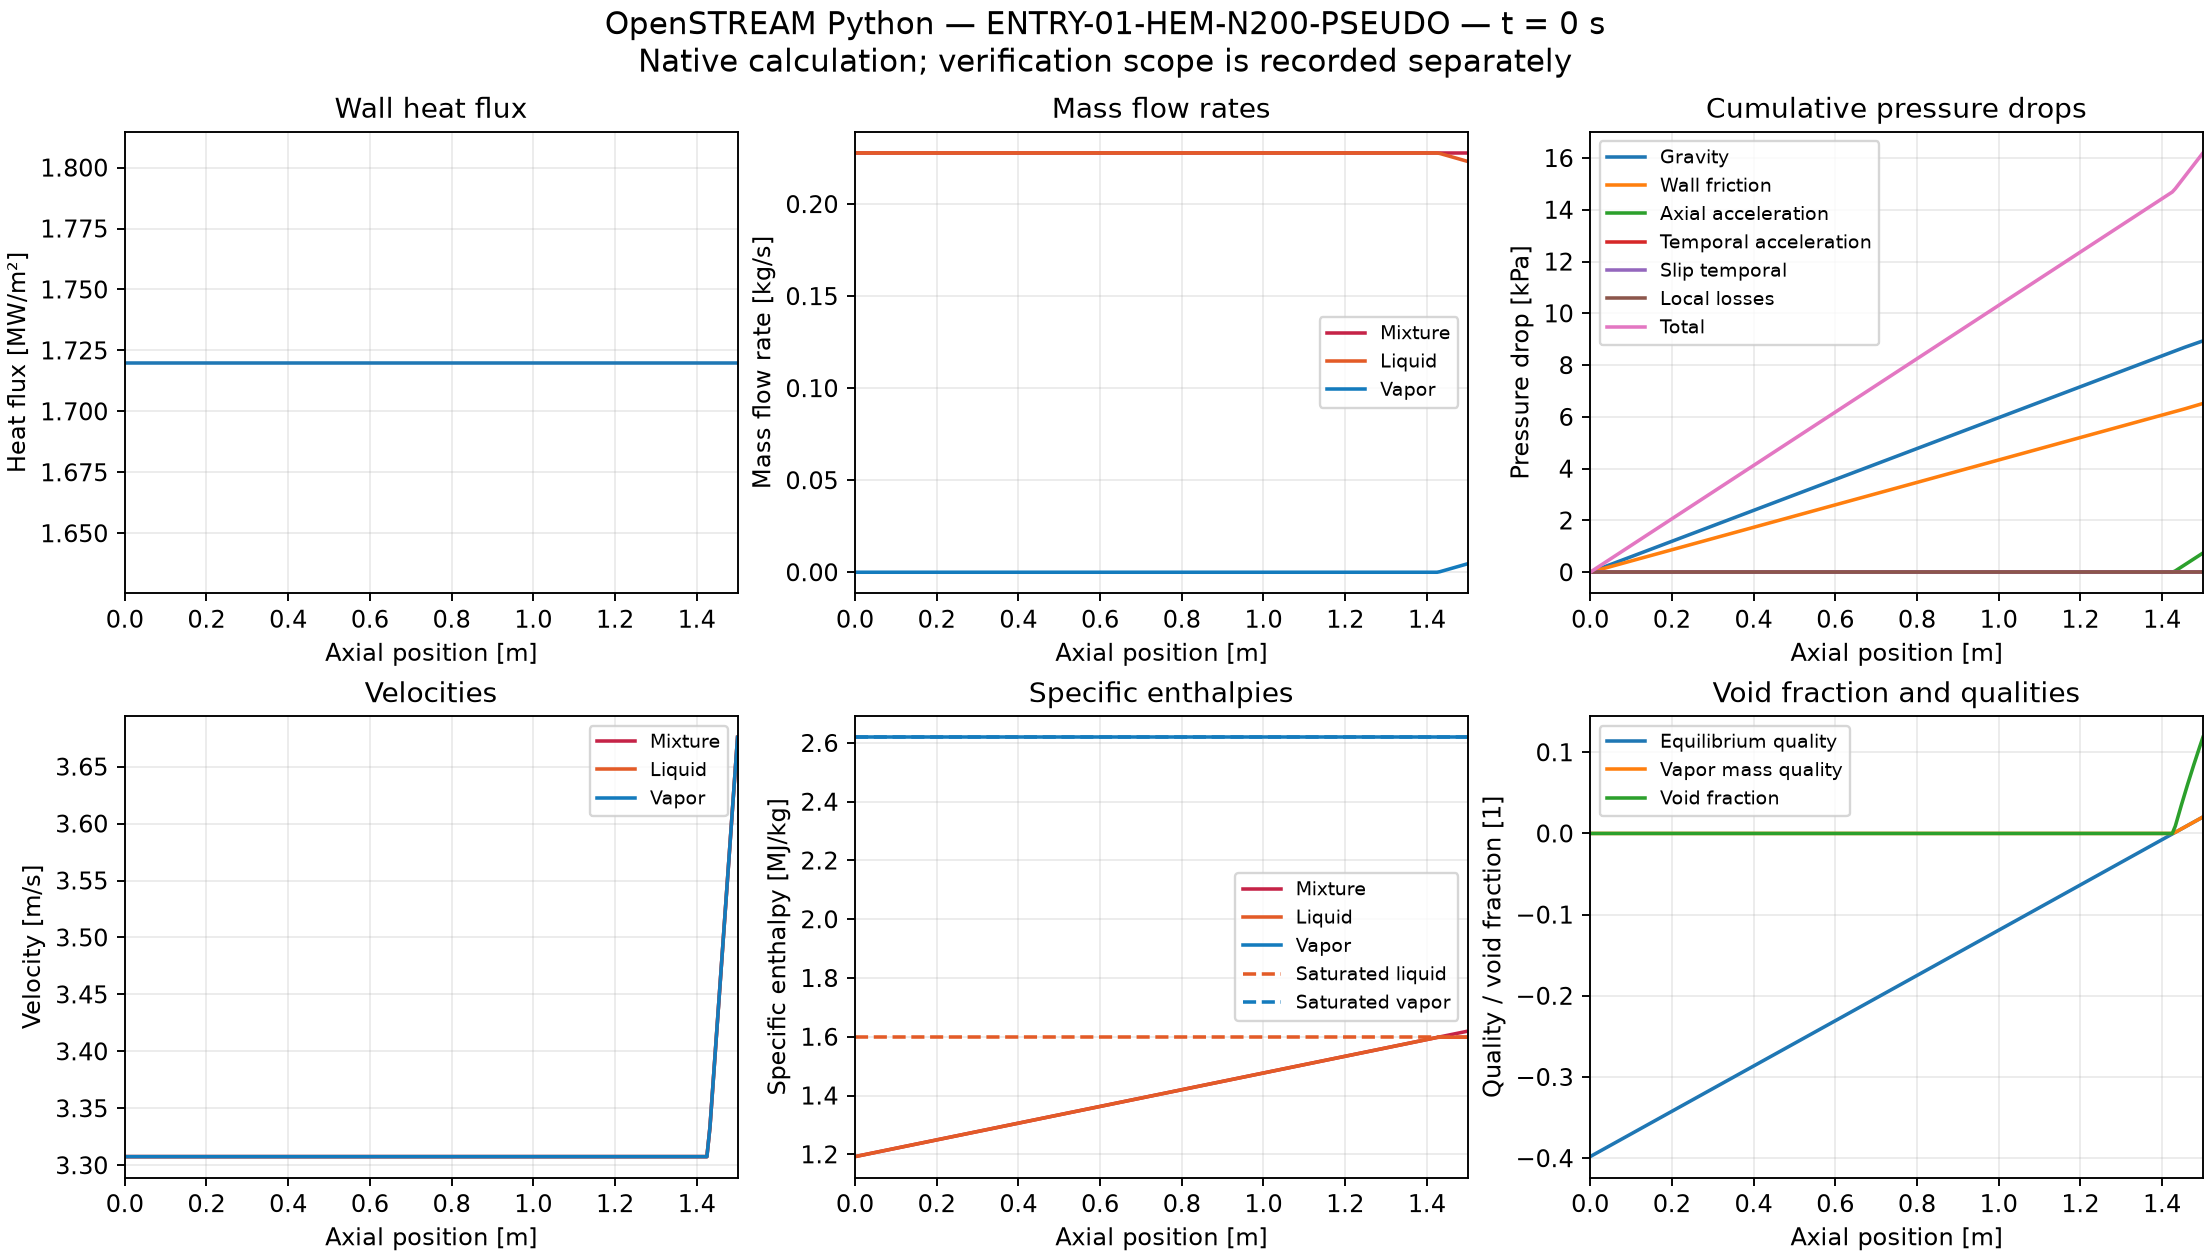 OpenSTREAM Python — ENTRY-01-HEM-N200-PSEUDO — t = 0 s
Native calculation; verification scope is recorded separately
Wall heat flux
Heat flux [MW/m²]
1.800
1.775
1.750
1.725
1.700
1.675
1.650
0.0 0.2 0.4 0.6 0.8 1.0 1.2 1.4
Axial position [m]
Mass flow rates
Mass flow rate [kg/s]
0.20
0.15
0.10
0.05
0.00
Mixture
Liquid
Vapor
0.0 0.2 0.4 0.6 0.8 1.0 1.2 1.4
Axial position [m]
Cumulative pressure drops
Pressure drop [kPa]
16
14
12
10
8
6
4
2
0
Gravity
Wall friction
Axial acceleration
Temporal acceleration
Slip temporal
Local losses
Total
0.0 0.2 0.4 0.6 0.8 1.0 1.2 1.4
Axial position [m]
Velocities
Velocity [m/s]
3.65
3.60
3.55
3.50
3.45
3.40
3.35
3.30
Mixture
Liquid
Vapor
0.0 0.2 0.4 0.6 0.8 1.0 1.2 1.4
Axial position [m]
Specific enthalpies
Specific enthalpy [MJ/kg]
2.6
2.4
2.2
2.0
1.8
1.6
1.4
1.2
Mixture
Liquid
Vapor
Saturated liquid
Saturated vapor
0.0 0.2 0.4 0.6 0.8 1.0 1.2 1.4
Axial position [m]
Void fraction and qualities
Quality / void fraction [1]
0.1
0.0
−0.1
−0.2
−0.3
−0.4
Equilibrium quality
Vapor mass quality
Void fraction
0.0 0.2 0.4 0.6 0.8 1.0 1.2 1.4
Axial position [m]